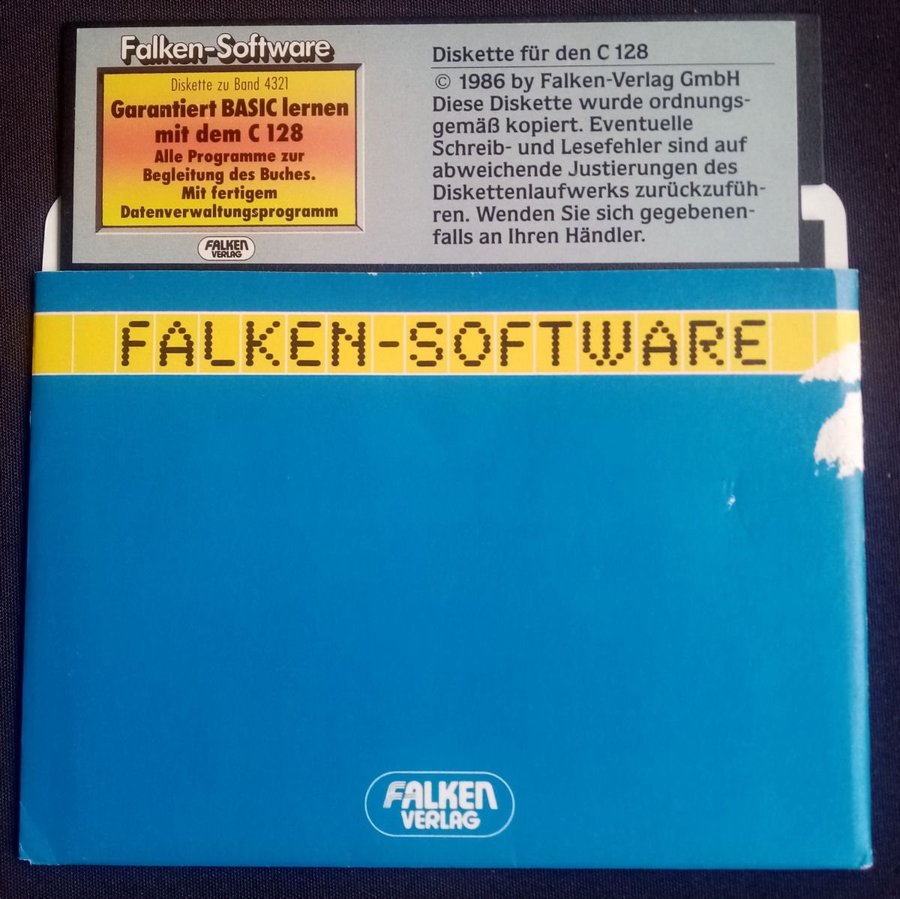 Falken-Software
Diskette zu Band 4321
Garantiert BASIC lernen
mit dem C 128
Alle Programme zur
Begleitung des Buches.
Mit fertigem
Datenverwaltungsprogramm
FALKEN
VERLAG
Diskette für den C 128
© 1986 by Falken-Verlag GmbH
Diese Diskette wurde ordnungs-
gemäß kopiert. Eventuelle
Schreib- und Lesefehler sind auf
abweichende Justierungen des
Diskettenlaufwerks zurückzufüh-
ren. Wenden Sie sich gegebenen-
falls an Ihren Händler.
FALKEN-SOFTWARE
FALKEN
VERLAG